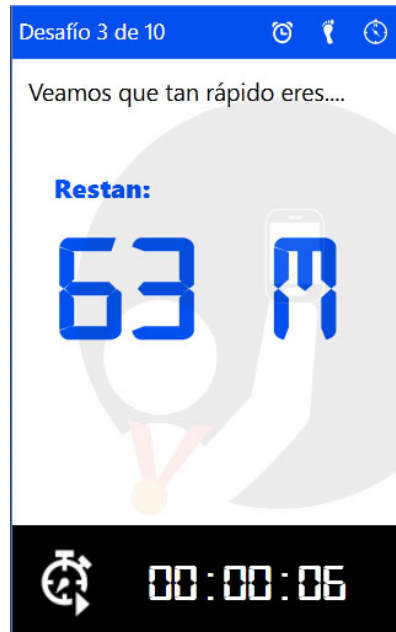 Desafío 3 de 10
Veamos que tan rápido eres....
Restan:
63 M
00:00:06